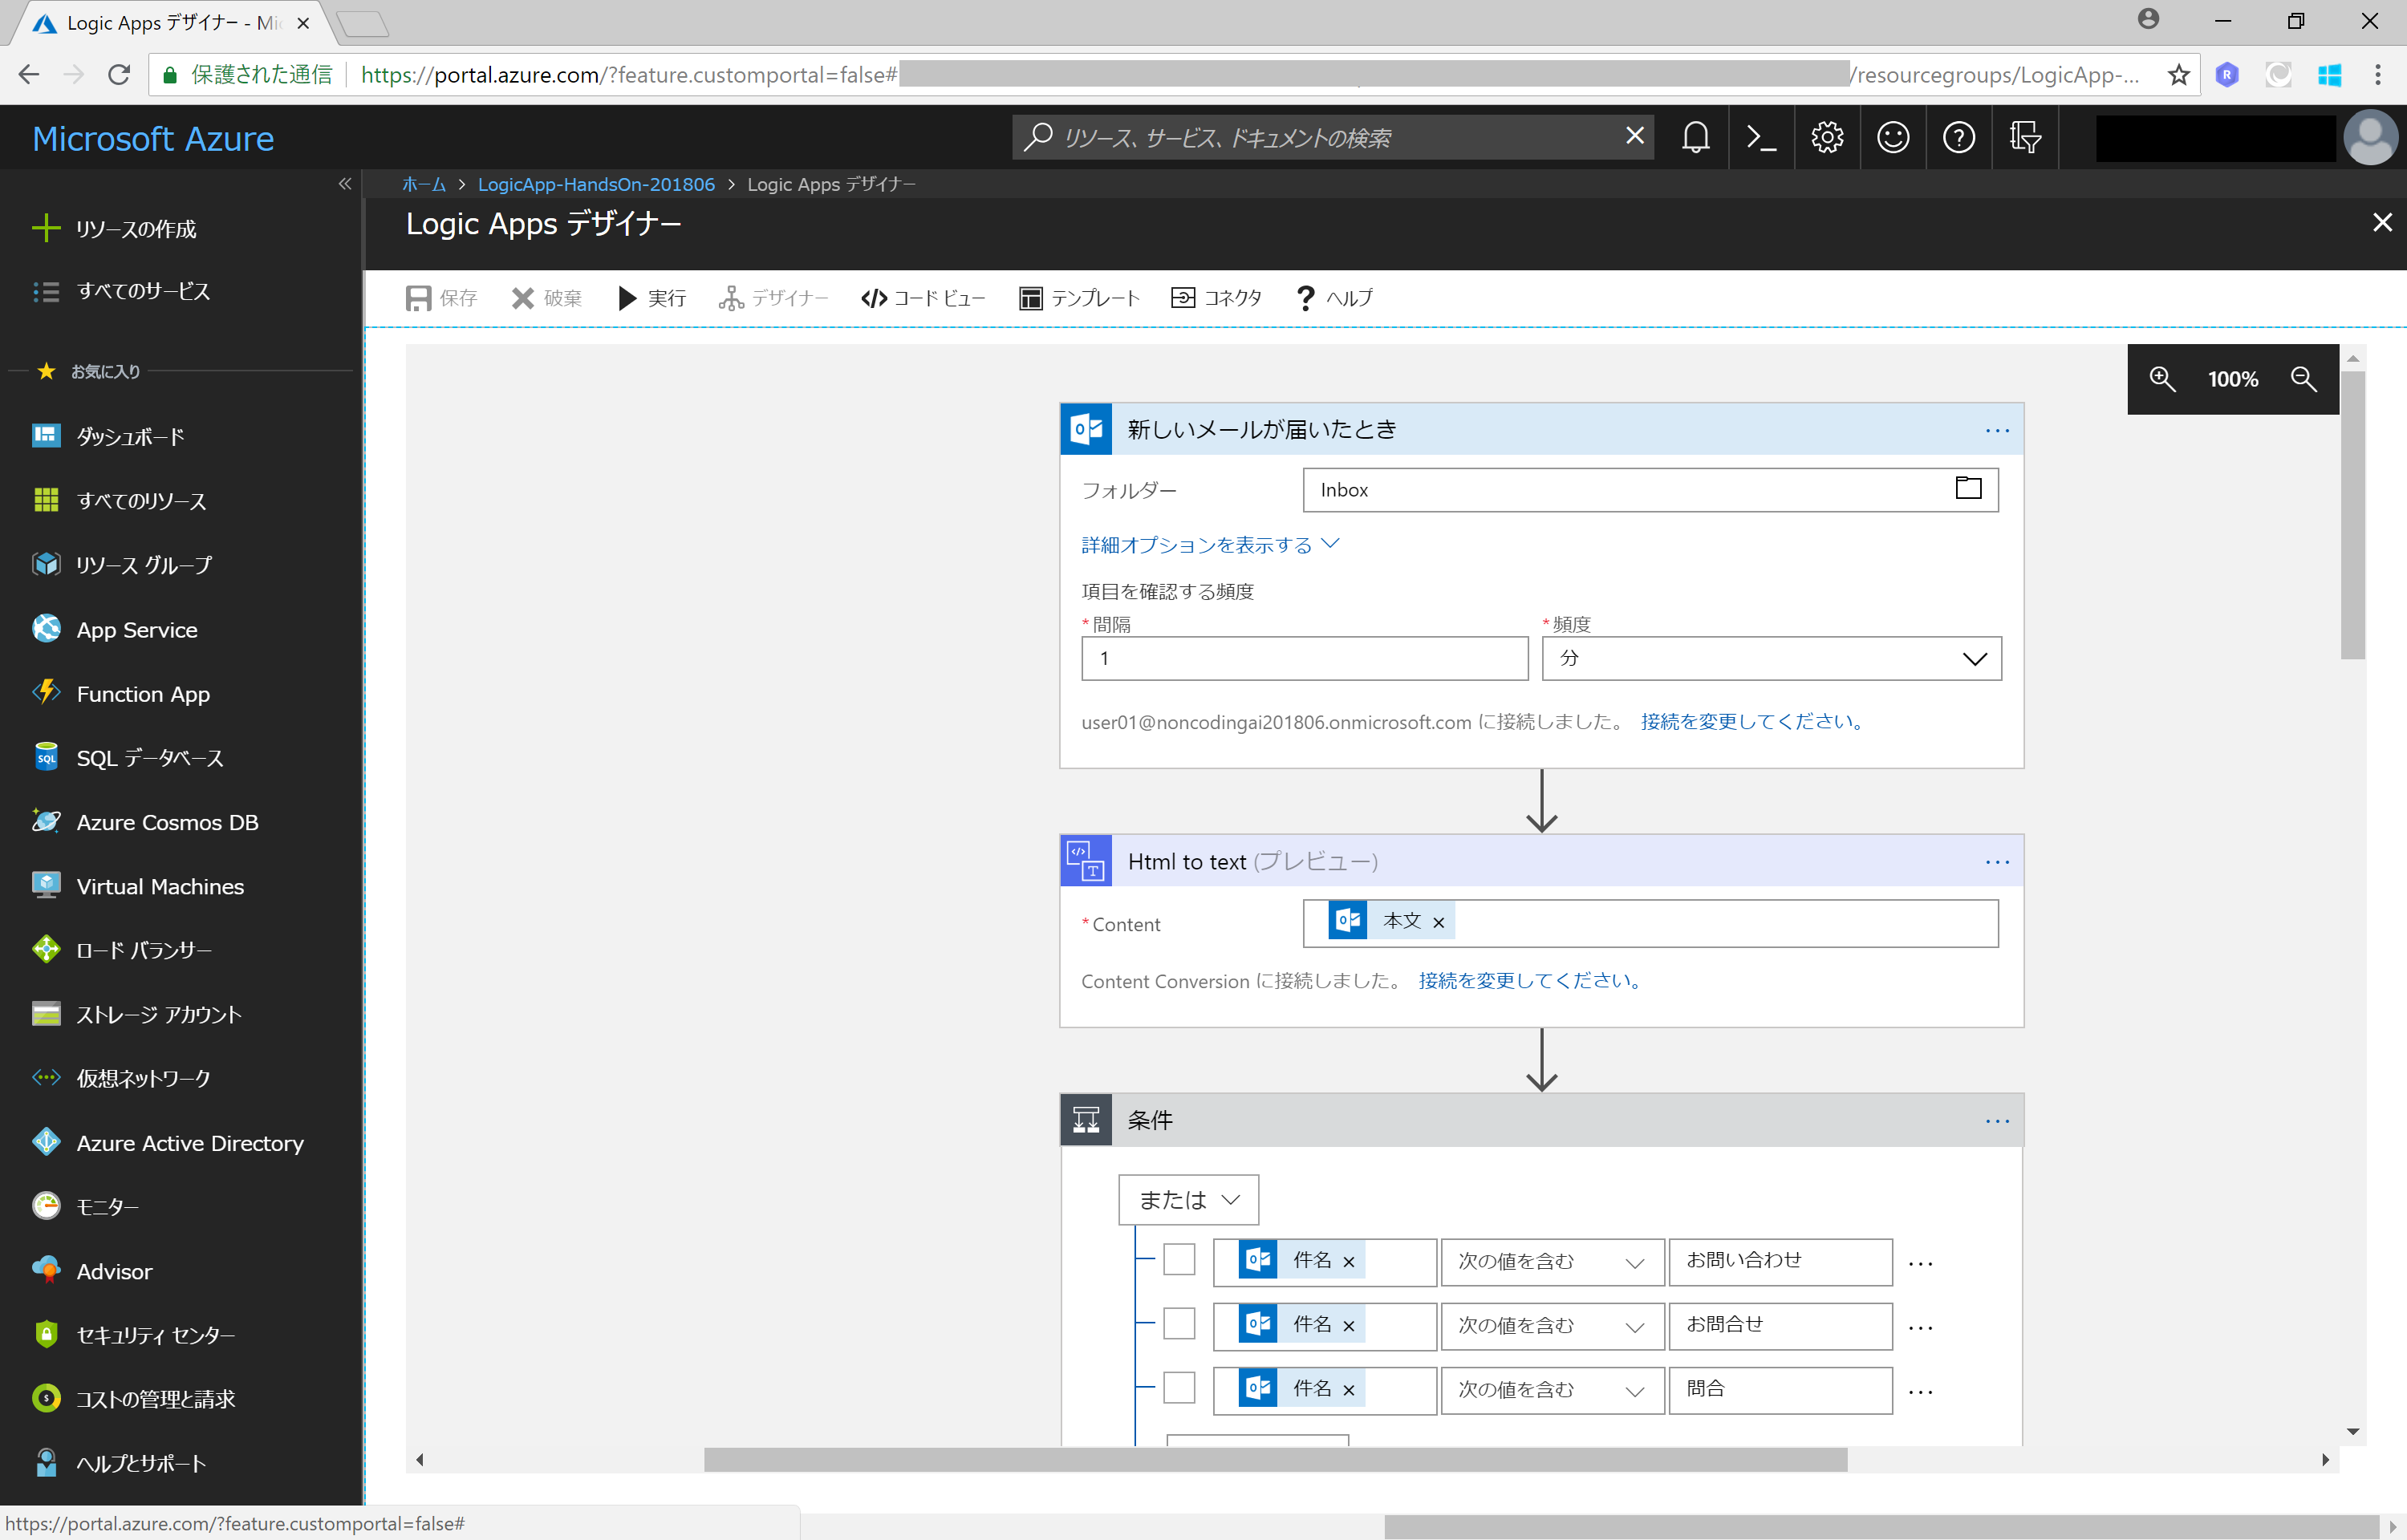 Logic Apps デザイナー - Mi
保護された通信
https://portal.azure.com/?feature.customportal=false#
/resourcegroups/LogicApp-...
Microsoft Azure
リソース、サービス、ドキュメントの検索
ホーム > LogicApp-HandsOn-201806 > Logic Apps デザイナー
Logic Apps デザイナー
リソースの作成
すべてのサービス
お気に入り
ダッシュボード
すべてのリソース
リソース グループ
App Service
Function App
SQL データベース
Azure Cosmos DB
Virtual Machines
ロード バランサー
ストレージ アカウント
仮想ネットワーク
Azure Active Directory
モニター
Advisor
セキュリティ センター
コストの管理と請求
ヘルプとサポート
保存 破棄 実行 デザイナー コード ビュー テンプレート コネクタ ヘルプ
100%
新しいメールが届いたとき
フォルダー Inbox
詳細オプションを表示する
項目を確認する頻度
*間隔 *頻度
1 分
user01@noncodingai201806.onmicrosoft.com に接続しました。 接続を変更してください。
Html to text (プレビュー)
*Content 本文 ×
Content Conversion に接続しました。 接続を変更してください。
条件
または
件名 × 次の値を含む お問い合わせ ...
件名 × 次の値を含む お問合せ ...
件名 × 次の値を含む 問合 ...
https://portal.azure.com/?feature.customportal=false#